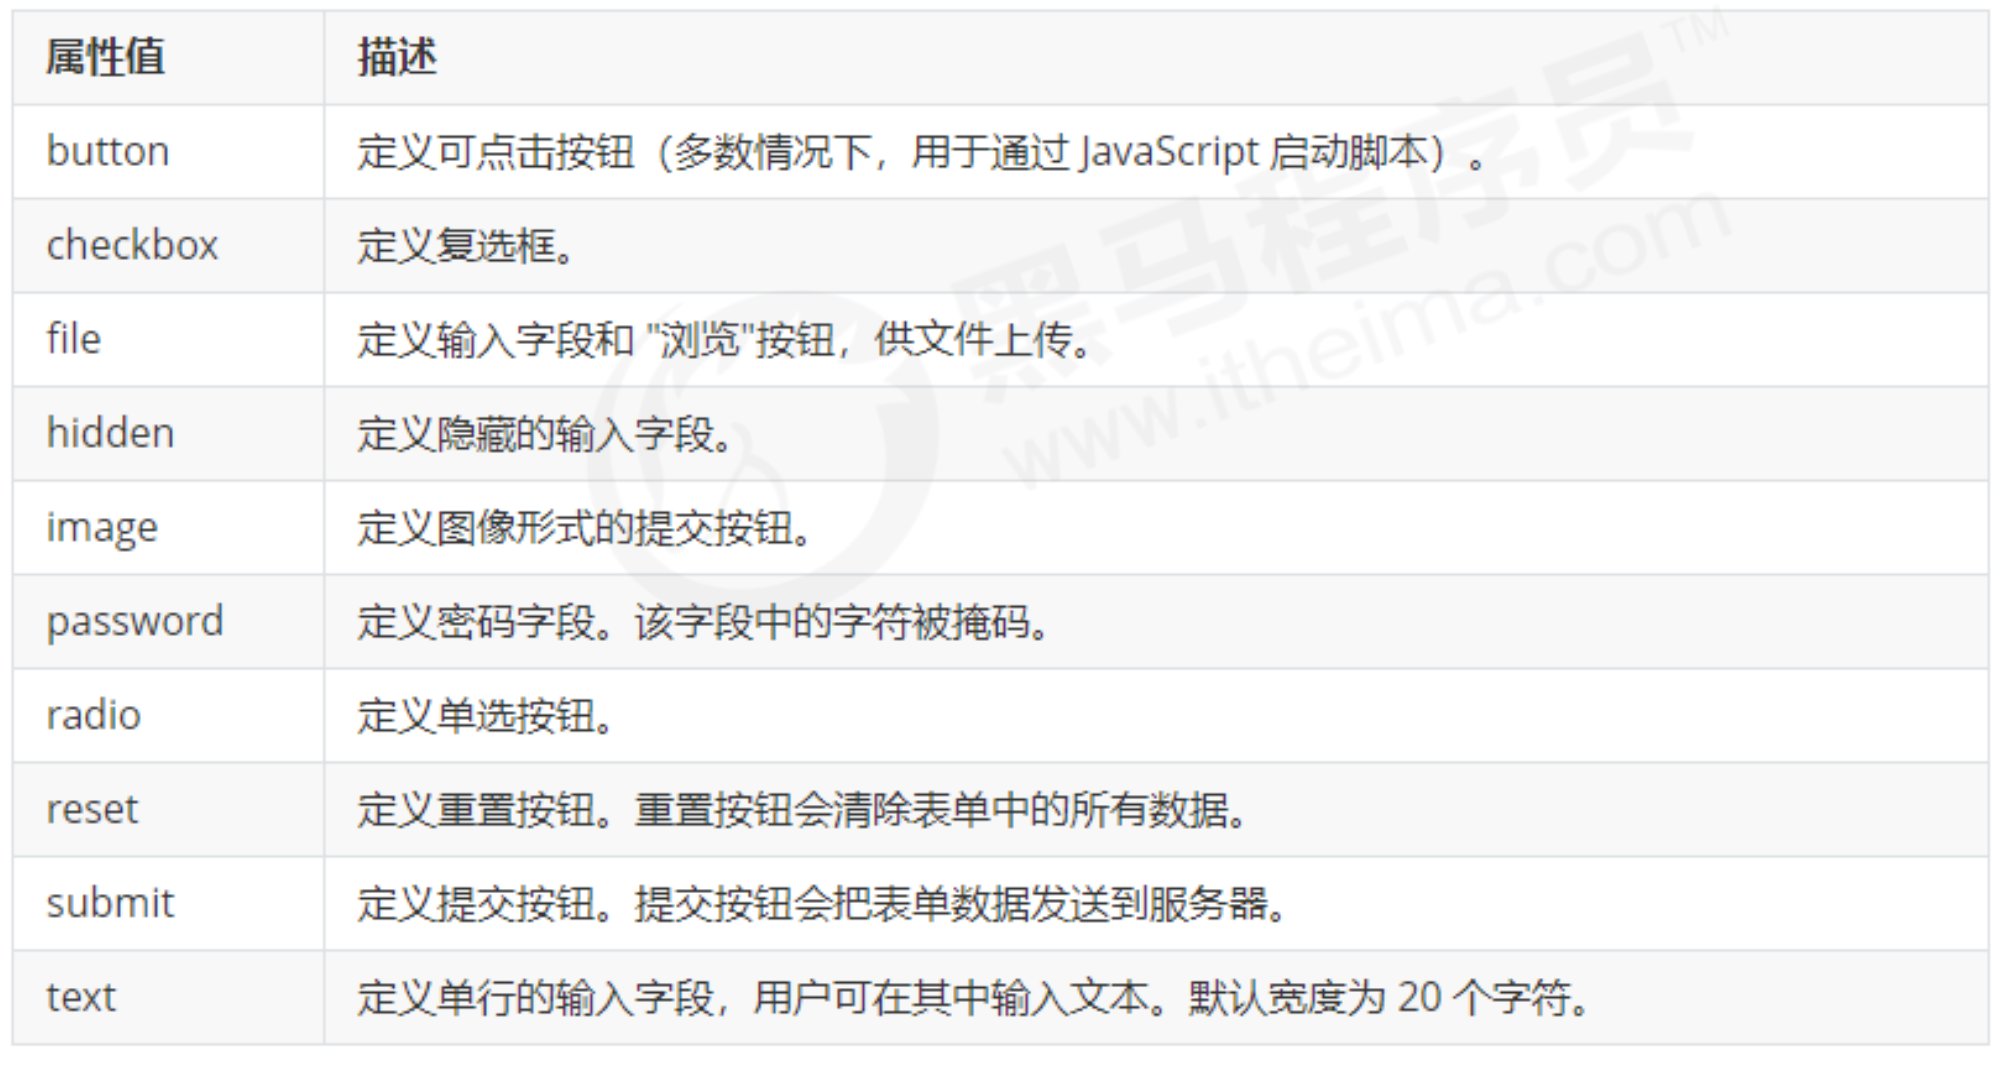 属性值 描述
button 定义可点击按钮（多数情况下，用于通过 JavaScript 启动脚本）。
checkbox 定义复选框。
file 定义输入字段和 "浏览"按钮，供文件上传。
hidden 定义隐藏的输入字段。
image 定义图像形式的提交按钮。
password 定义密码字段。该字段中的字符被掩码。
radio 定义单选按钮。
reset 定义重置按钮。重置按钮会清除表单中的所有数据。
submit 定义提交按钮。提交按钮会把表单数据发送到服务器。
text 定义单行的输入字段，用户可在其中输入文本。默认宽度为 20 个字符。
黑马程序员™
www.itheima.com